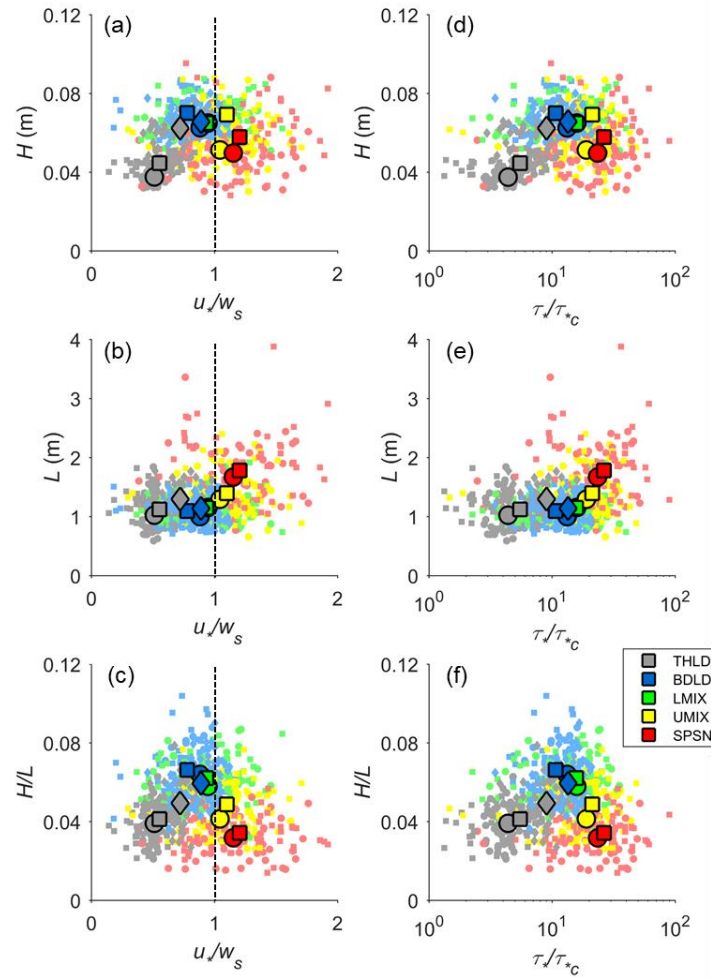 (a)
0.12
0.08
0.04
0
H (m)
0
1
2
u*/ws
(d)
0.12
0.08
0.04
0
H (m)
10^0
10^1
10^2
τ*/τ*c
(b)
4
3
2
1
0
L (m)
0
1
2
u*/ws
(e)
4
3
2
1
0
L (m)
10^0
10^1
10^2
τ*/τ*c
(c)
0.12
0.08
0.04
0
H/L
0
1
2
u*/ws
(f)
0.12
0.08
0.04
0
H/L
10^0
10^1
10^2
τ*/τ*c
THLD
BDLD
LMIX
UMIX
SPSN